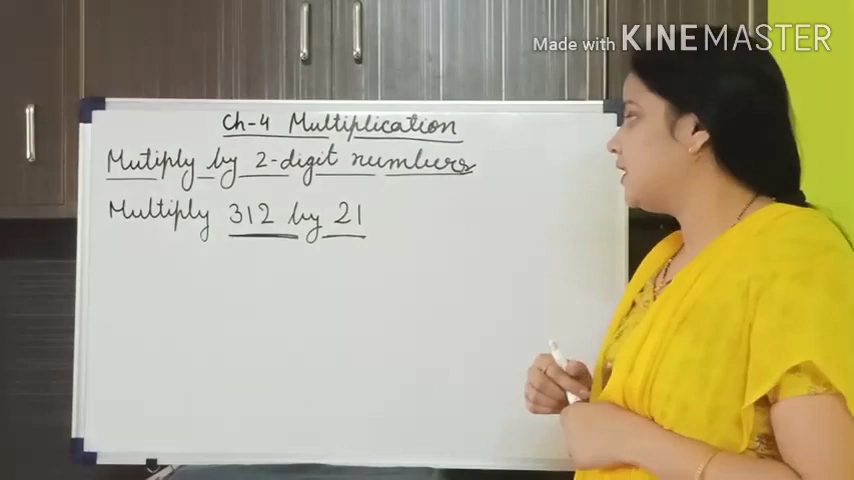 Made with KINEMASTER
Ch-4 Multiplication
Mutiply by 2-digit numbers
Multiply 312 by 21